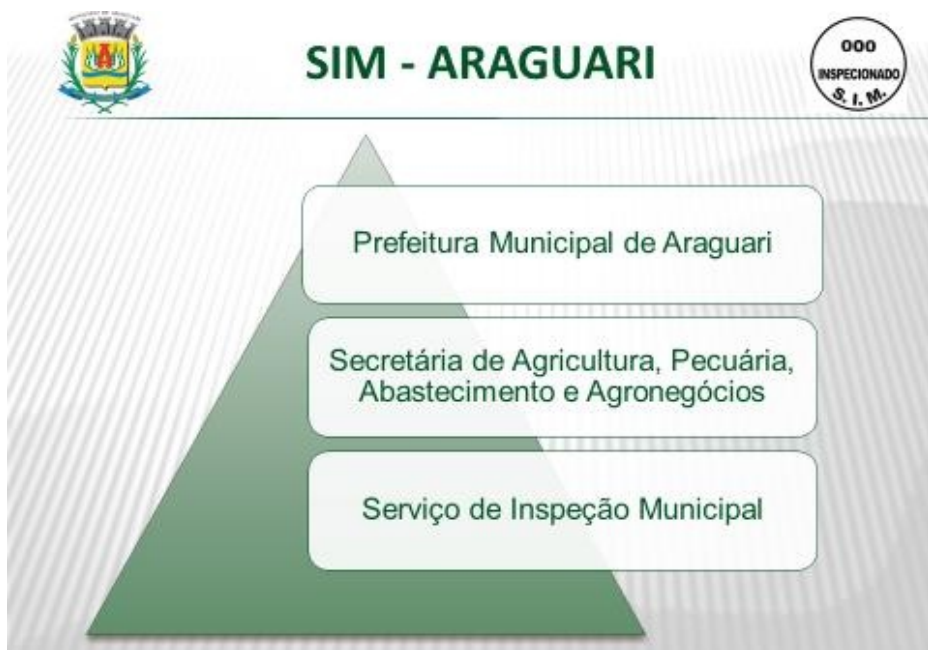 SIM - ARAGUARI
000
INSPECIONADO
S. I. M.
Prefeitura Municipal de Araguari
Secretária de Agricultura, Pecuária,
Abastecimento e Agronegócios
Serviço de Inspeção Municipal